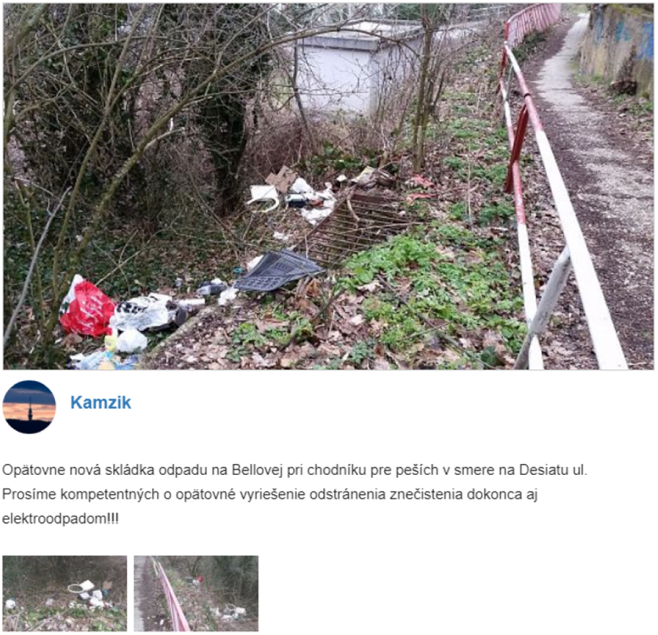 Kamzik
Opätovne nová skládka odpadu na Bellovej pri chodníku pre peších v smere na Desiatu ul.
Prosíme kompetentných o opätovné vyriešenie odstránenia znečistenia dokonca aj
elektroodpadom!!!